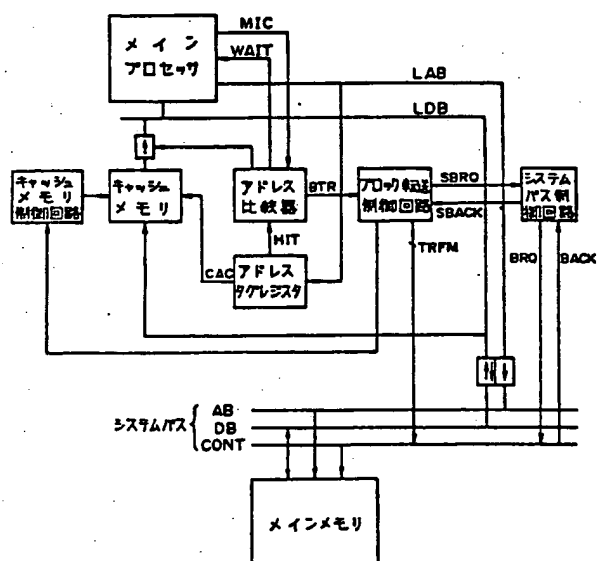 メイン
プロセッサ
MIC
WAIT
LAB
LDB
キャッシュ
メモリ
制御回路
キャッシュ
メモリ
アドレス
比較器
BTR
ブロック転送
制御回路
SBRQ
SBACK
システム
バス制
御回路
HIT
CAC
アドレス
タグレジスタ
TRFM
BRQ
BACK
システムバス
AB
DB
CONT
メインメモリ